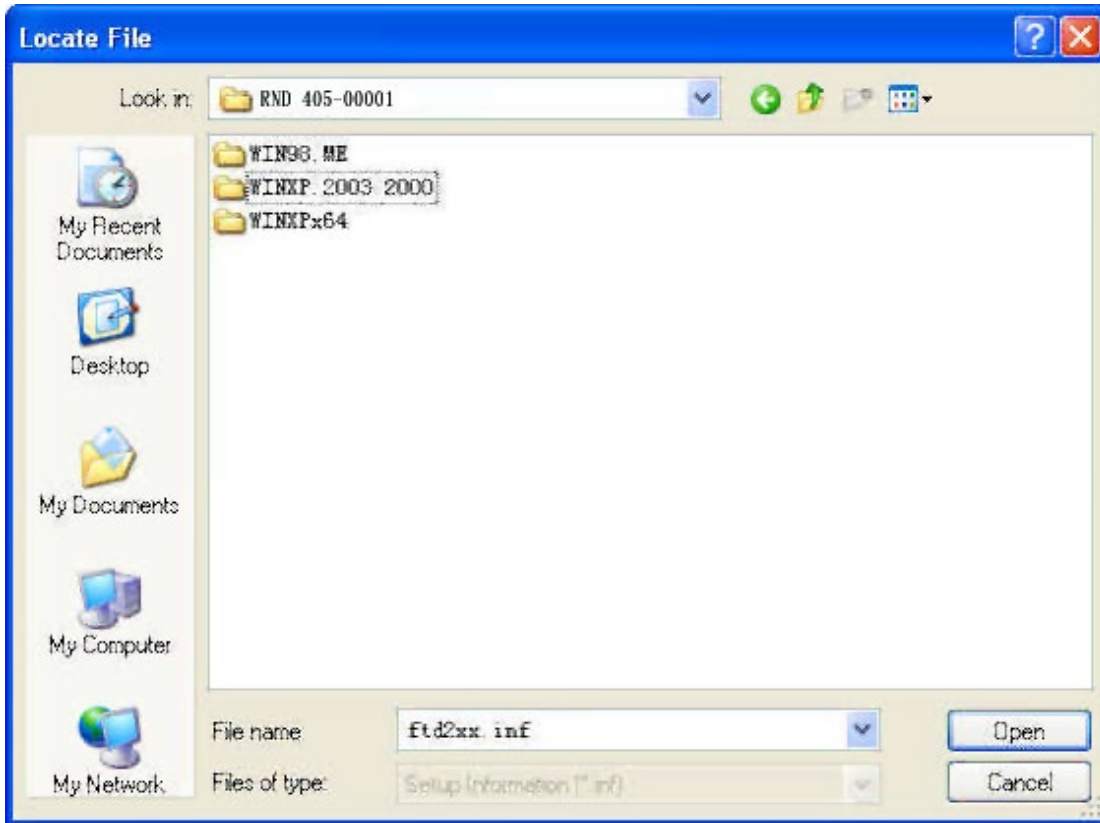 Locate File
Look in:
RND 405-00001
WIN98.ME
WINXP.2003 2000
WINXPx64
My Recent
Documents
Desktop
My Documents
My Computer
My Network
File name
ftd2xx.inf
Open
Files of type:
Setup Information (*.inf)
Cancel